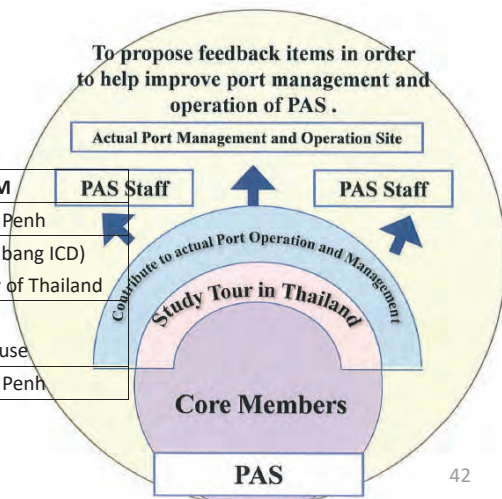 To propose feedback items in order
to help improve port management and
operation of PAS .
Actual Port Management and Operation Site
PAS Staff
PAS Staff
Contribute to actual Port Operation and Management
Study Tour in Thailand
Core Members
PAS
M
Penh
bang ICD)
of Thailand
use
Penh
42